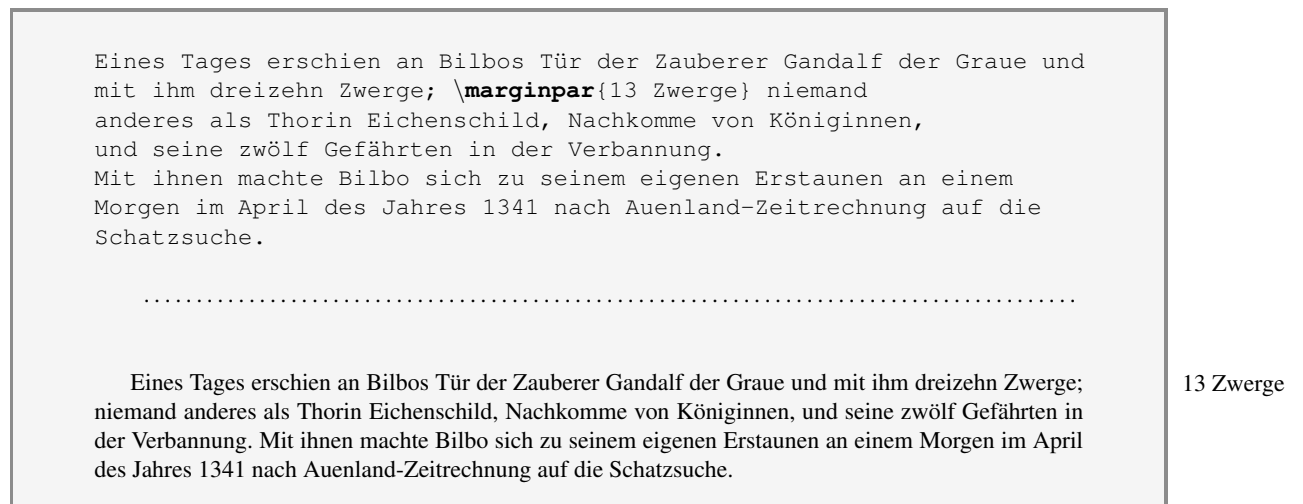 Eines Tages erschien an Bilbos Tür der Zauberer Gandalf der Graue und
mit ihm dreizehn Zwerge; \marginpar{13 Zwerge} niemand
anderes als Thorin Eichenschild, Nachkomme von Königinnen,
und seine zwölf Gefährten in der Verbannung.
Mit ihnen machte Bilbo sich zu seinem eigenen Erstaunen an einem
Morgen im April des Jahres 1341 nach Auenland-Zeitrechnung auf die
Schatzsuche.
Eines Tages erschien an Bilbos Tür der Zauberer Gandalf der Graue und mit ihm dreizehn Zwerge;
13 Zwerge
niemand anderes als Thorin Eichenschild, Nachkomme von Königinnen, und seine zwölf Gefährten in
der Verbannung. Mit ihnen machte Bilbo sich zu seinem eigenen Erstaunen an einem Morgen im April
des Jahres 1341 nach Auenland-Zeitrechnung auf die Schatzsuche.